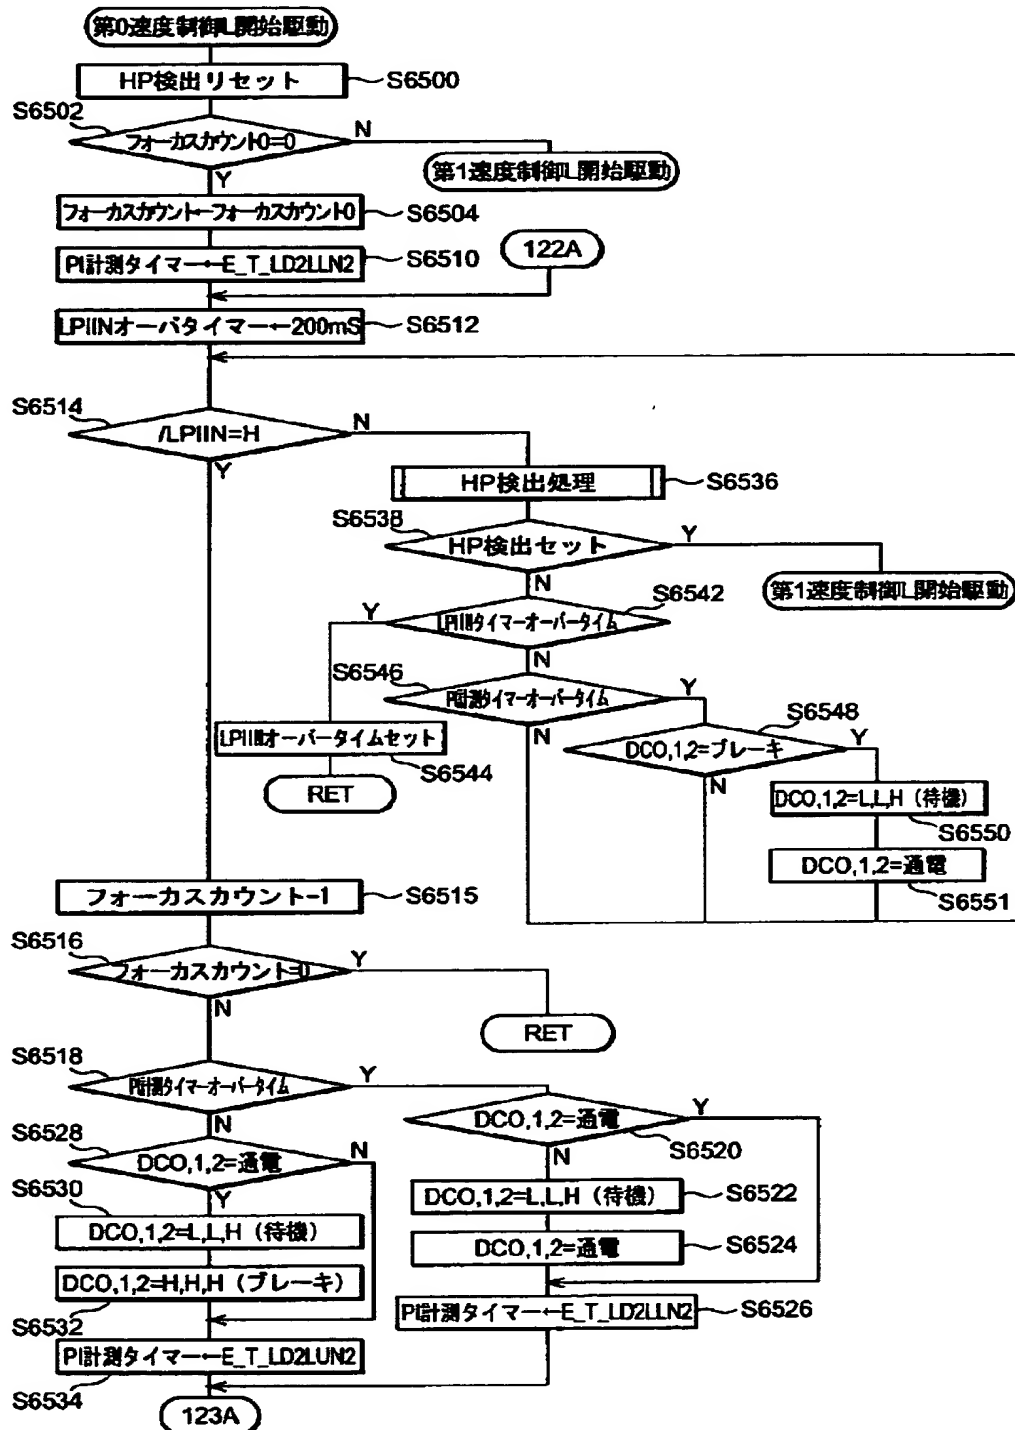 第0速度制御L開始駆動
HP検出リセット
S6500
S6502
フォーカスカウント0=0
N
Y
第1速度制御L開始駆動
フォーカスカウント←フォーカスカウント0
S6504
PI計測タイマー←E_T_LD2LLN2
S6510
122A
LPIINオーバタイマー←200mS
S6512
S6514
/LPIIN=H
N
Y
HP検出処理
S6536
S6538
HP検出セット
Y
N
第1速度制御L開始駆動
S6542
Y
LPIINタイマーオーバータイム
N
S6546
PI計測タイマーオーバータイム
Y
N
LPIINオーバータイムセット
S6544
RET
S6548
DCO,1,2=ブレーキ
Y
N
DCO,1,2=L,L,H（待機）
S6550
DCO,1,2=通電
S6551
フォーカスカウント-1
S6515
S6516
フォーカスカウント=0
Y
N
RET
S6518
PI計測タイマーオーバータイム
Y
N
DCO,1,2=通電
Y
S6520
N
S6528
DCO,1,2=通電
N
Y
S6530
DCO,1,2=L,L,H（待機）
DCO,1,2=L,L,H（待機）
S6522
DCO,1,2=通電
S6524
DCO,1,2=H,H,H（ブレーキ）
S6532
PI計測タイマー←E_T_LD2LLN2
S6526
PI計測タイマー←E_T_LD2LUN2
S6534
123A